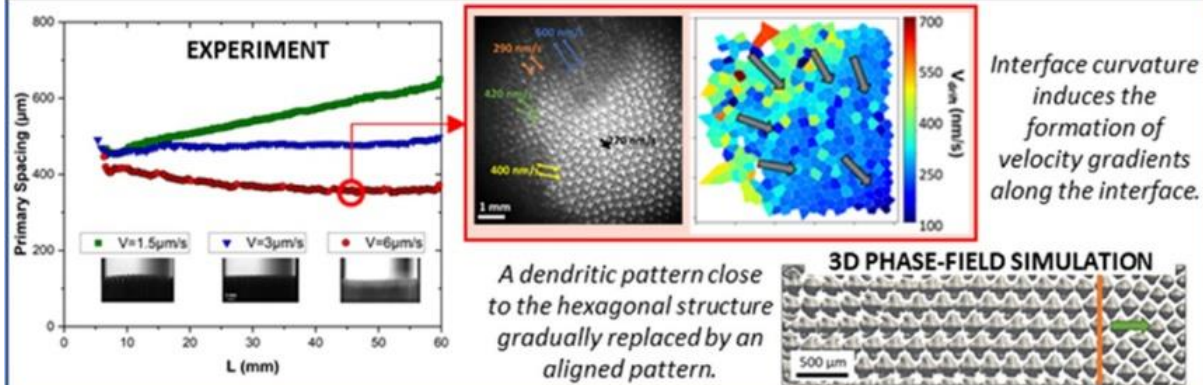 EXPERIMENT
800
600
400
200
0
Primary Spacing (µm)
0 10 20 30 40 50 60
L (mm)
V=1.5µm/s V=3µm/s V=6µm/s
600 nm/s
290 nm/s
420 nm/s
270 nm/s
400 nm/s
1 mm
700
550
400
250
100
V drift (nm/s)
Interface curvature
induces the
formation of
velocity gradients
along the interface.
A dendritic pattern close
to the hexagonal structure
gradually replaced by an
aligned pattern.
3D PHASE-FIELD SIMULATION
500 µm